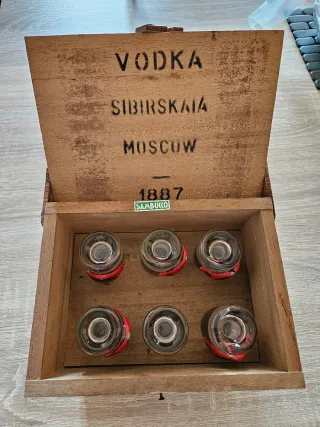 VODKA
SIBIRSKAIA
MOSCOW
—
1887
SAMBUCO